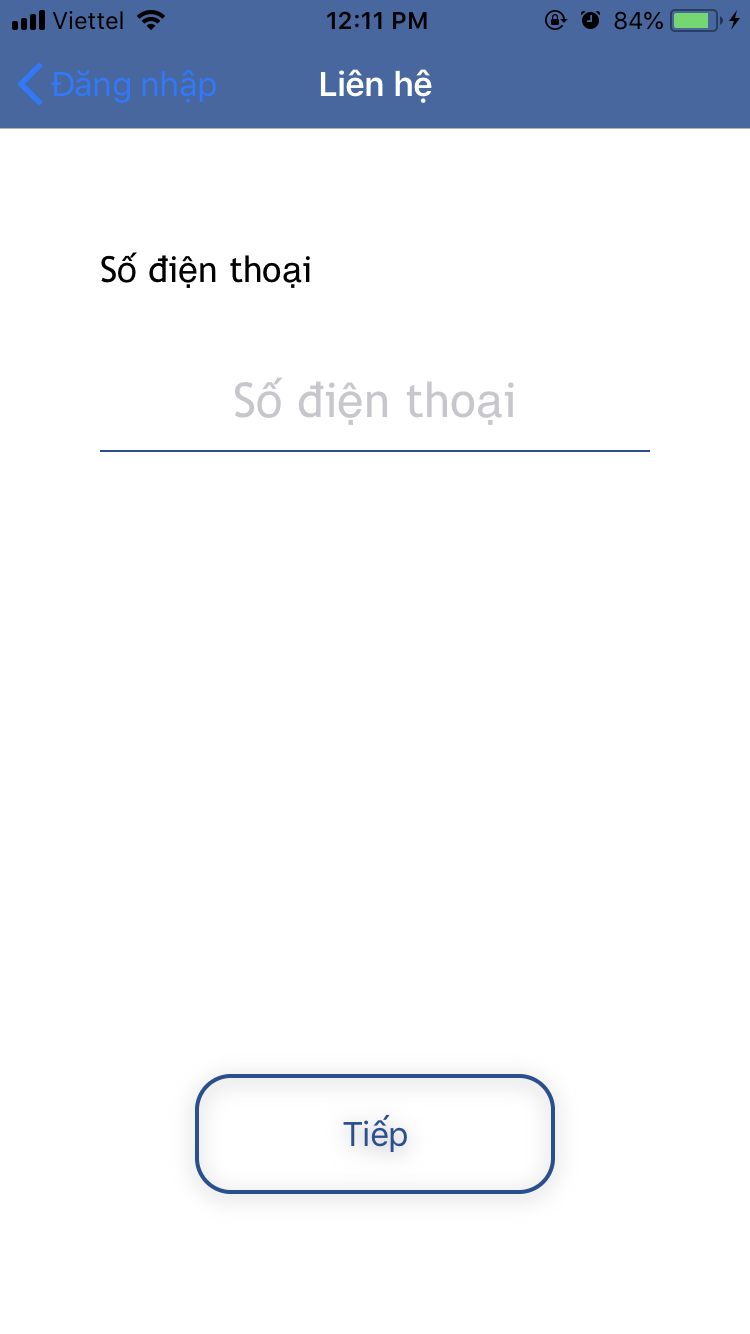 Viettel 12:11 PM 84%
Đăng nhập Liên hệ
Số điện thoại
Số điện thoại
Tiếp